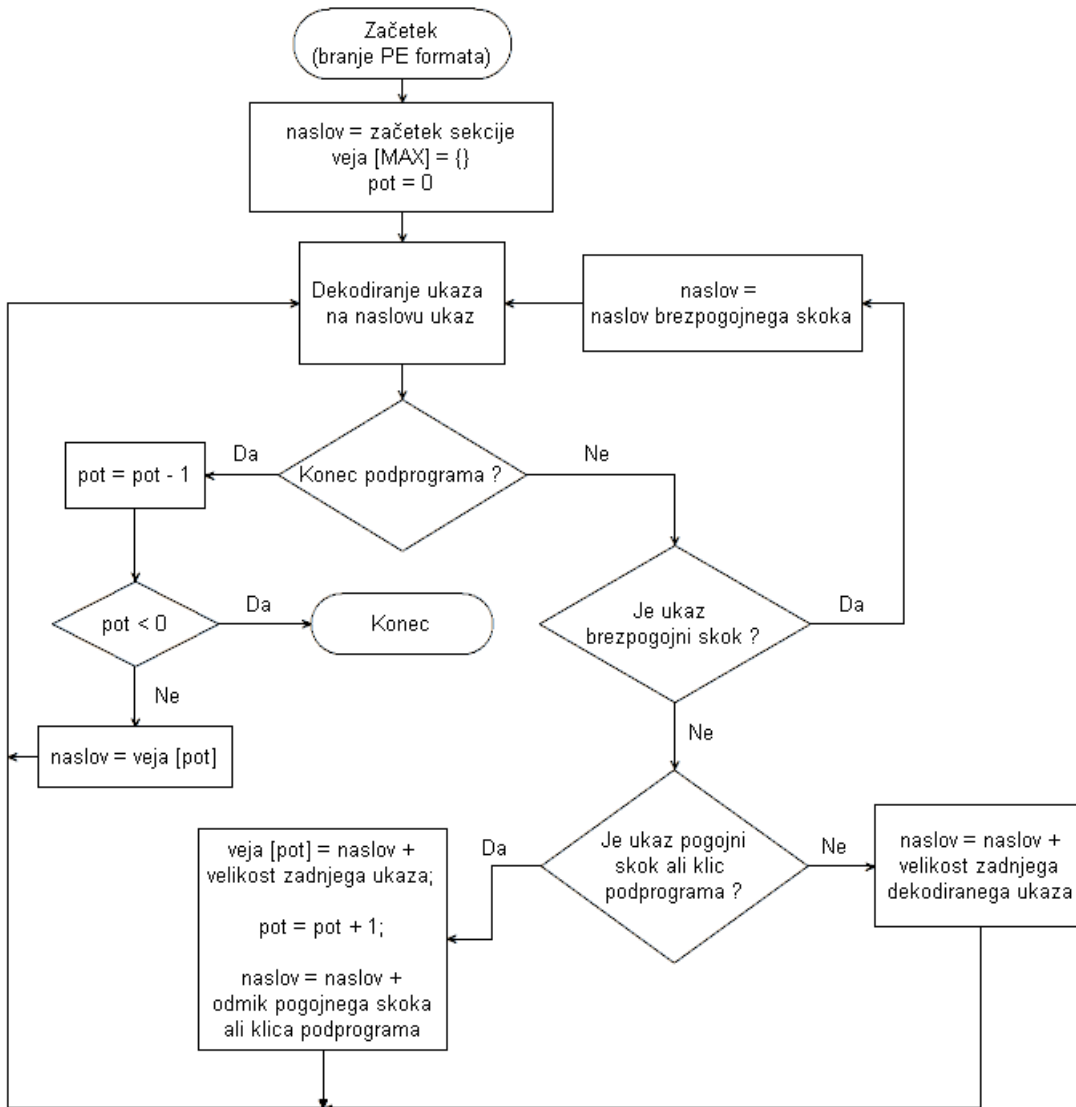 Začetek
(branje PE formata)
naslov = začetek sekcije
veja [MAX] = {}
pot = 0
Dekodiranje ukaza
na naslovu ukaz
naslov =
naslov brezpogojnega skoka
Da
Konec podprograma ?
Ne
pot = pot - 1
Je ukaz
brezpogojni skok ?
Da
pot < 0
Da
Konec
Ne
naslov = veja [pot]
Ne
Je ukaz pogojni
skok ali klic
podprograma ?
Da
Ne
veja [pot] = naslov +
velikost zadnjega ukaza;
pot = pot + 1;
naslov = naslov +
odmik pogojnega skoka
ali klica podprograma
naslov = naslov +
velikost zadnjega
dekodiranega ukaza